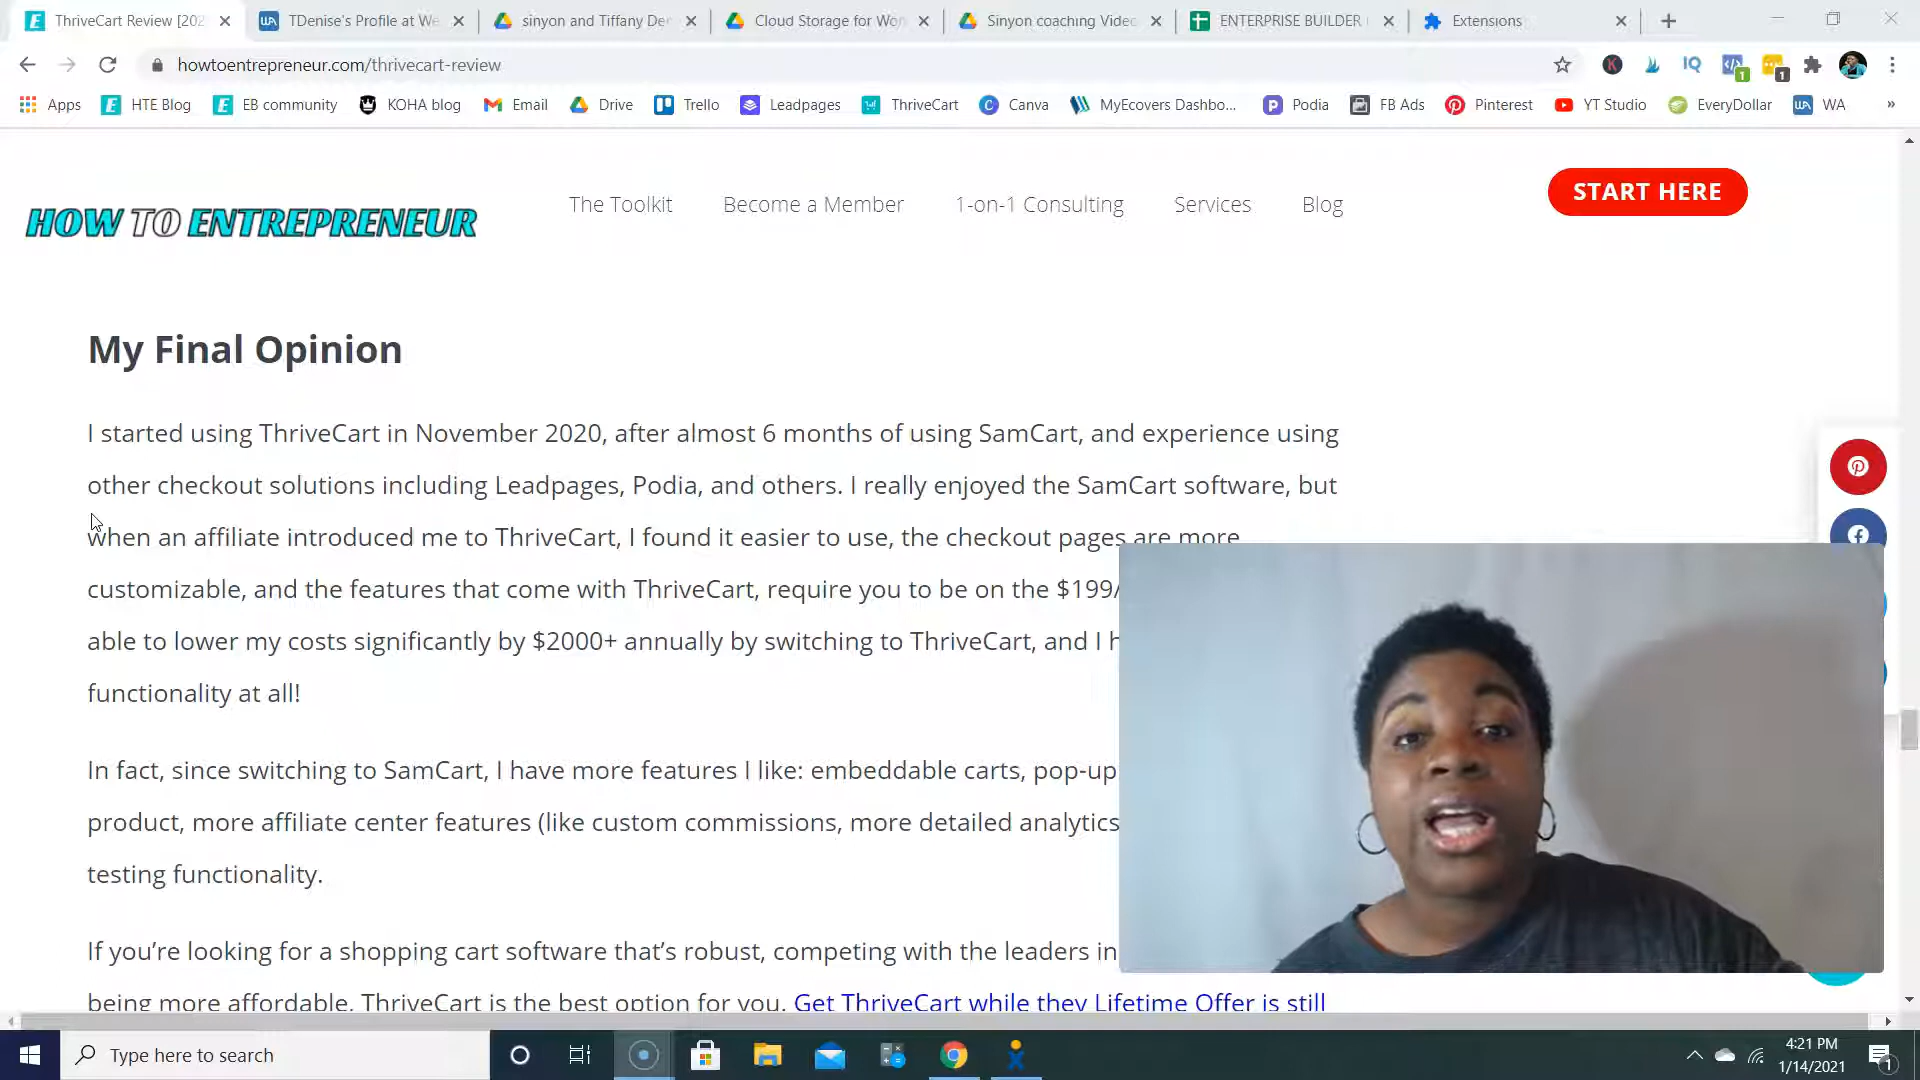 ThriveCart Review [202
TDenise's Profile at We
sinyon and Tiffany De
Cloud Storage for Wor
Sinyon coaching Video
ENTERPRISE BUILDER
Extensions
howtoentrepreneur.com/thrivecart-review
Apps
HTE Blog
EB community
KOHA blog
Email
Drive
Trello
Leadpages
ThriveCart
Canva
MyEcovers Dashbo...
Podia
FB Ads
Pinterest
YT Studio
EveryDollar
WA
HOW TO ENTREPRENEUR
The Toolkit
Become a Member
1-on-1 Consulting
Services
Blog
START HERE
My Final Opinion
I started using ThriveCart in November 2020, after almost 6 months of using SamCart, and experience using
other checkout solutions including Leadpages, Podia, and others. I really enjoyed the SamCart software, but
when an affiliate introduced me to ThriveCart, I found it easier to use, the checkout pages are more
customizable, and the features that come with ThriveCart, require you to be on the $199/
able to lower my costs significantly by $2000+ annually by switching to ThriveCart, and I h
functionality at all!
In fact, since switching to SamCart, I have more features I like: embeddable carts, pop-up
product, more affiliate center features (like custom commissions, more detailed analytics
testing functionality.
If you're looking for a shopping cart software that's robust, competing with the leaders in
being more affordable, ThriveCart is the best option for you. Get ThriveCart while they Lifetime Offer is still
Type here to search
4:21 PM
1/14/2021